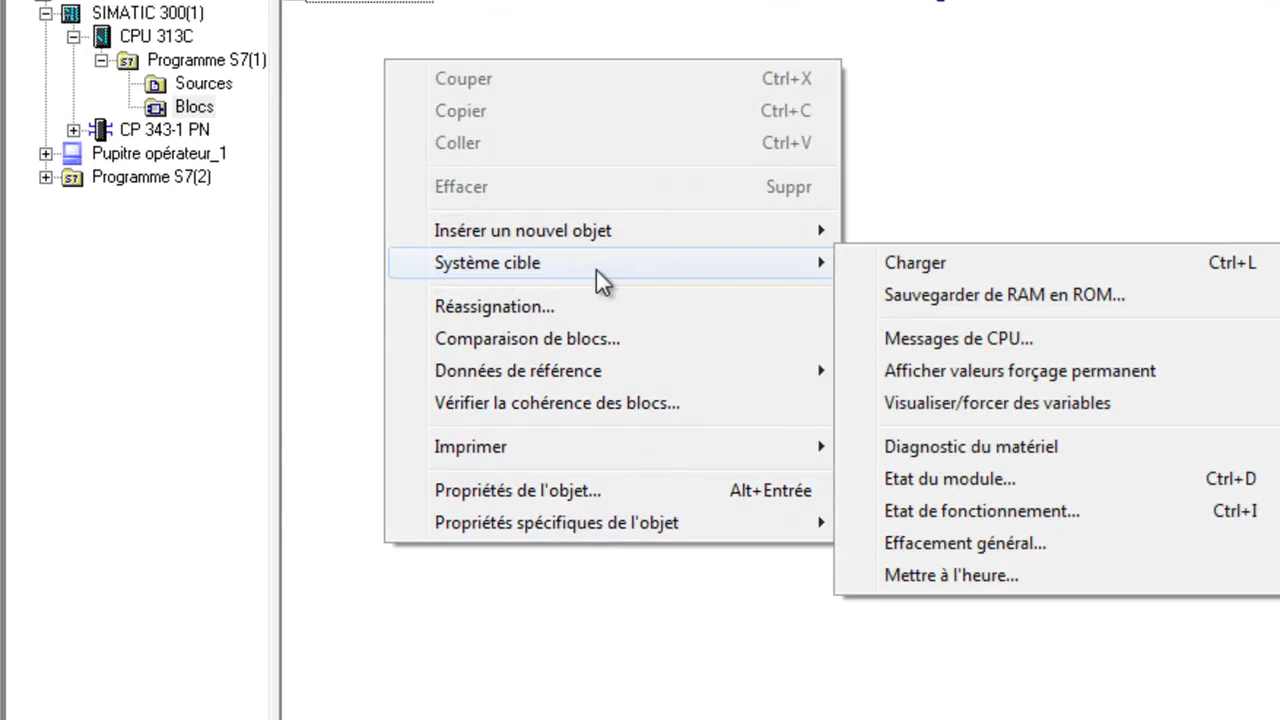 SIMATIC 300(1)
CPU 313C
Programme S7(1)
Sources
Blocs
CP 343-1 PN
Pupitre opérateur_1
Programme S7(2)
Couper Ctrl+X
Copier Ctrl+C
Coller Ctrl+V
Effacer Suppr
Insérer un nouvel objet
Système cible
Réassignation...
Comparaison de blocs...
Données de référence
Vérifier la cohérence des blocs...
Imprimer
Propriétés de l'objet... Alt+Entrée
Propriétés spécifiques de l'objet
Charger Ctrl+L
Sauvegarder de RAM en ROM...
Messages de CPU...
Afficher valeurs forçage permanent
Visualiser/forcer des variables
Diagnostic du matériel
Etat du module... Ctrl+D
Etat de fonctionnement... Ctrl+I
Effacement général...
Mettre à l'heure...